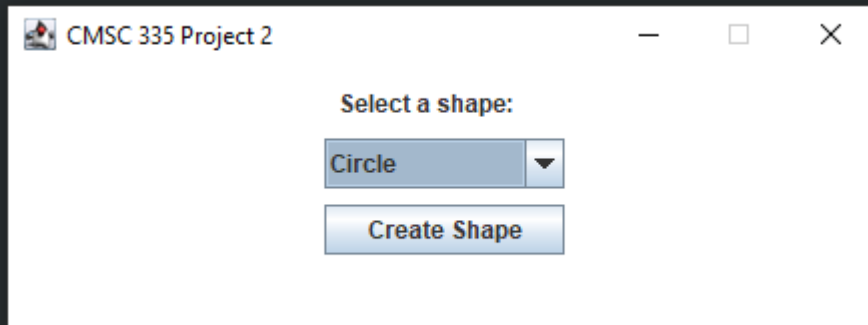 CMSC 335 Project 2
Select a shape:
Circle
Create Shape